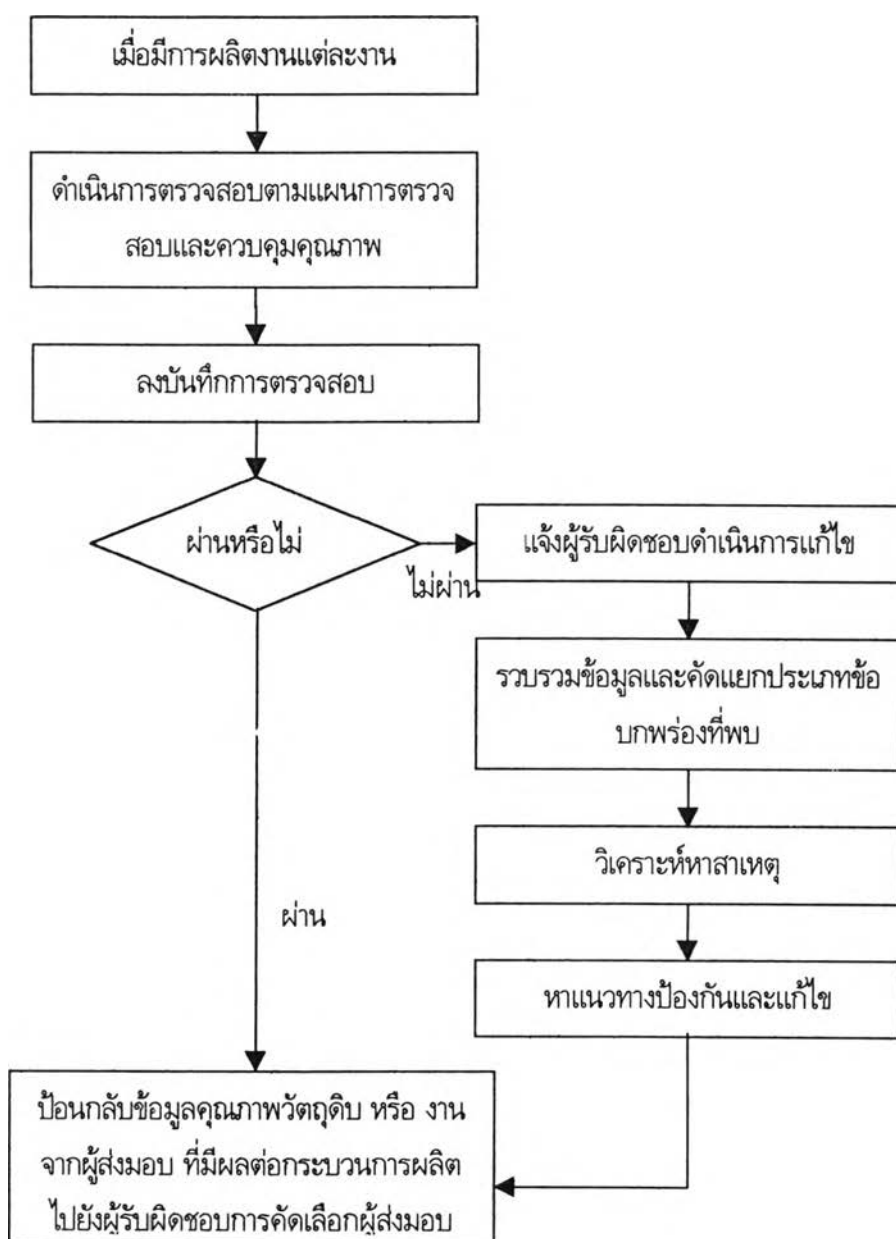 เมื่อมีการผลิตงานแต่ละงาน
ดำเนินการตรวจสอบตามแผนการตรวจ
สอบและควบคุมคุณภาพ
ลงบันทึกการตรวจสอบ
ผ่านหรือไม่
ไม่ผ่าน
แจ้งผู้รับผิดชอบดำเนินการแก้ไข
รวบรวมข้อมูลและคัดแยกประเภทข้อ
บกพร่องที่พบ
วิเคราะห์หาสาเหตุ
หาแนวทางป้องกันและแก้ไข
ผ่าน
ป้อนกลับข้อมูลคุณภาพวัตถุดิบ หรือ งาน
จากผู้ส่งมอบ ที่มีผลต่อกระบวนการผลิต
ไปยังผู้รับผิดชอบการคัดเลือกผู้ส่งมอบ